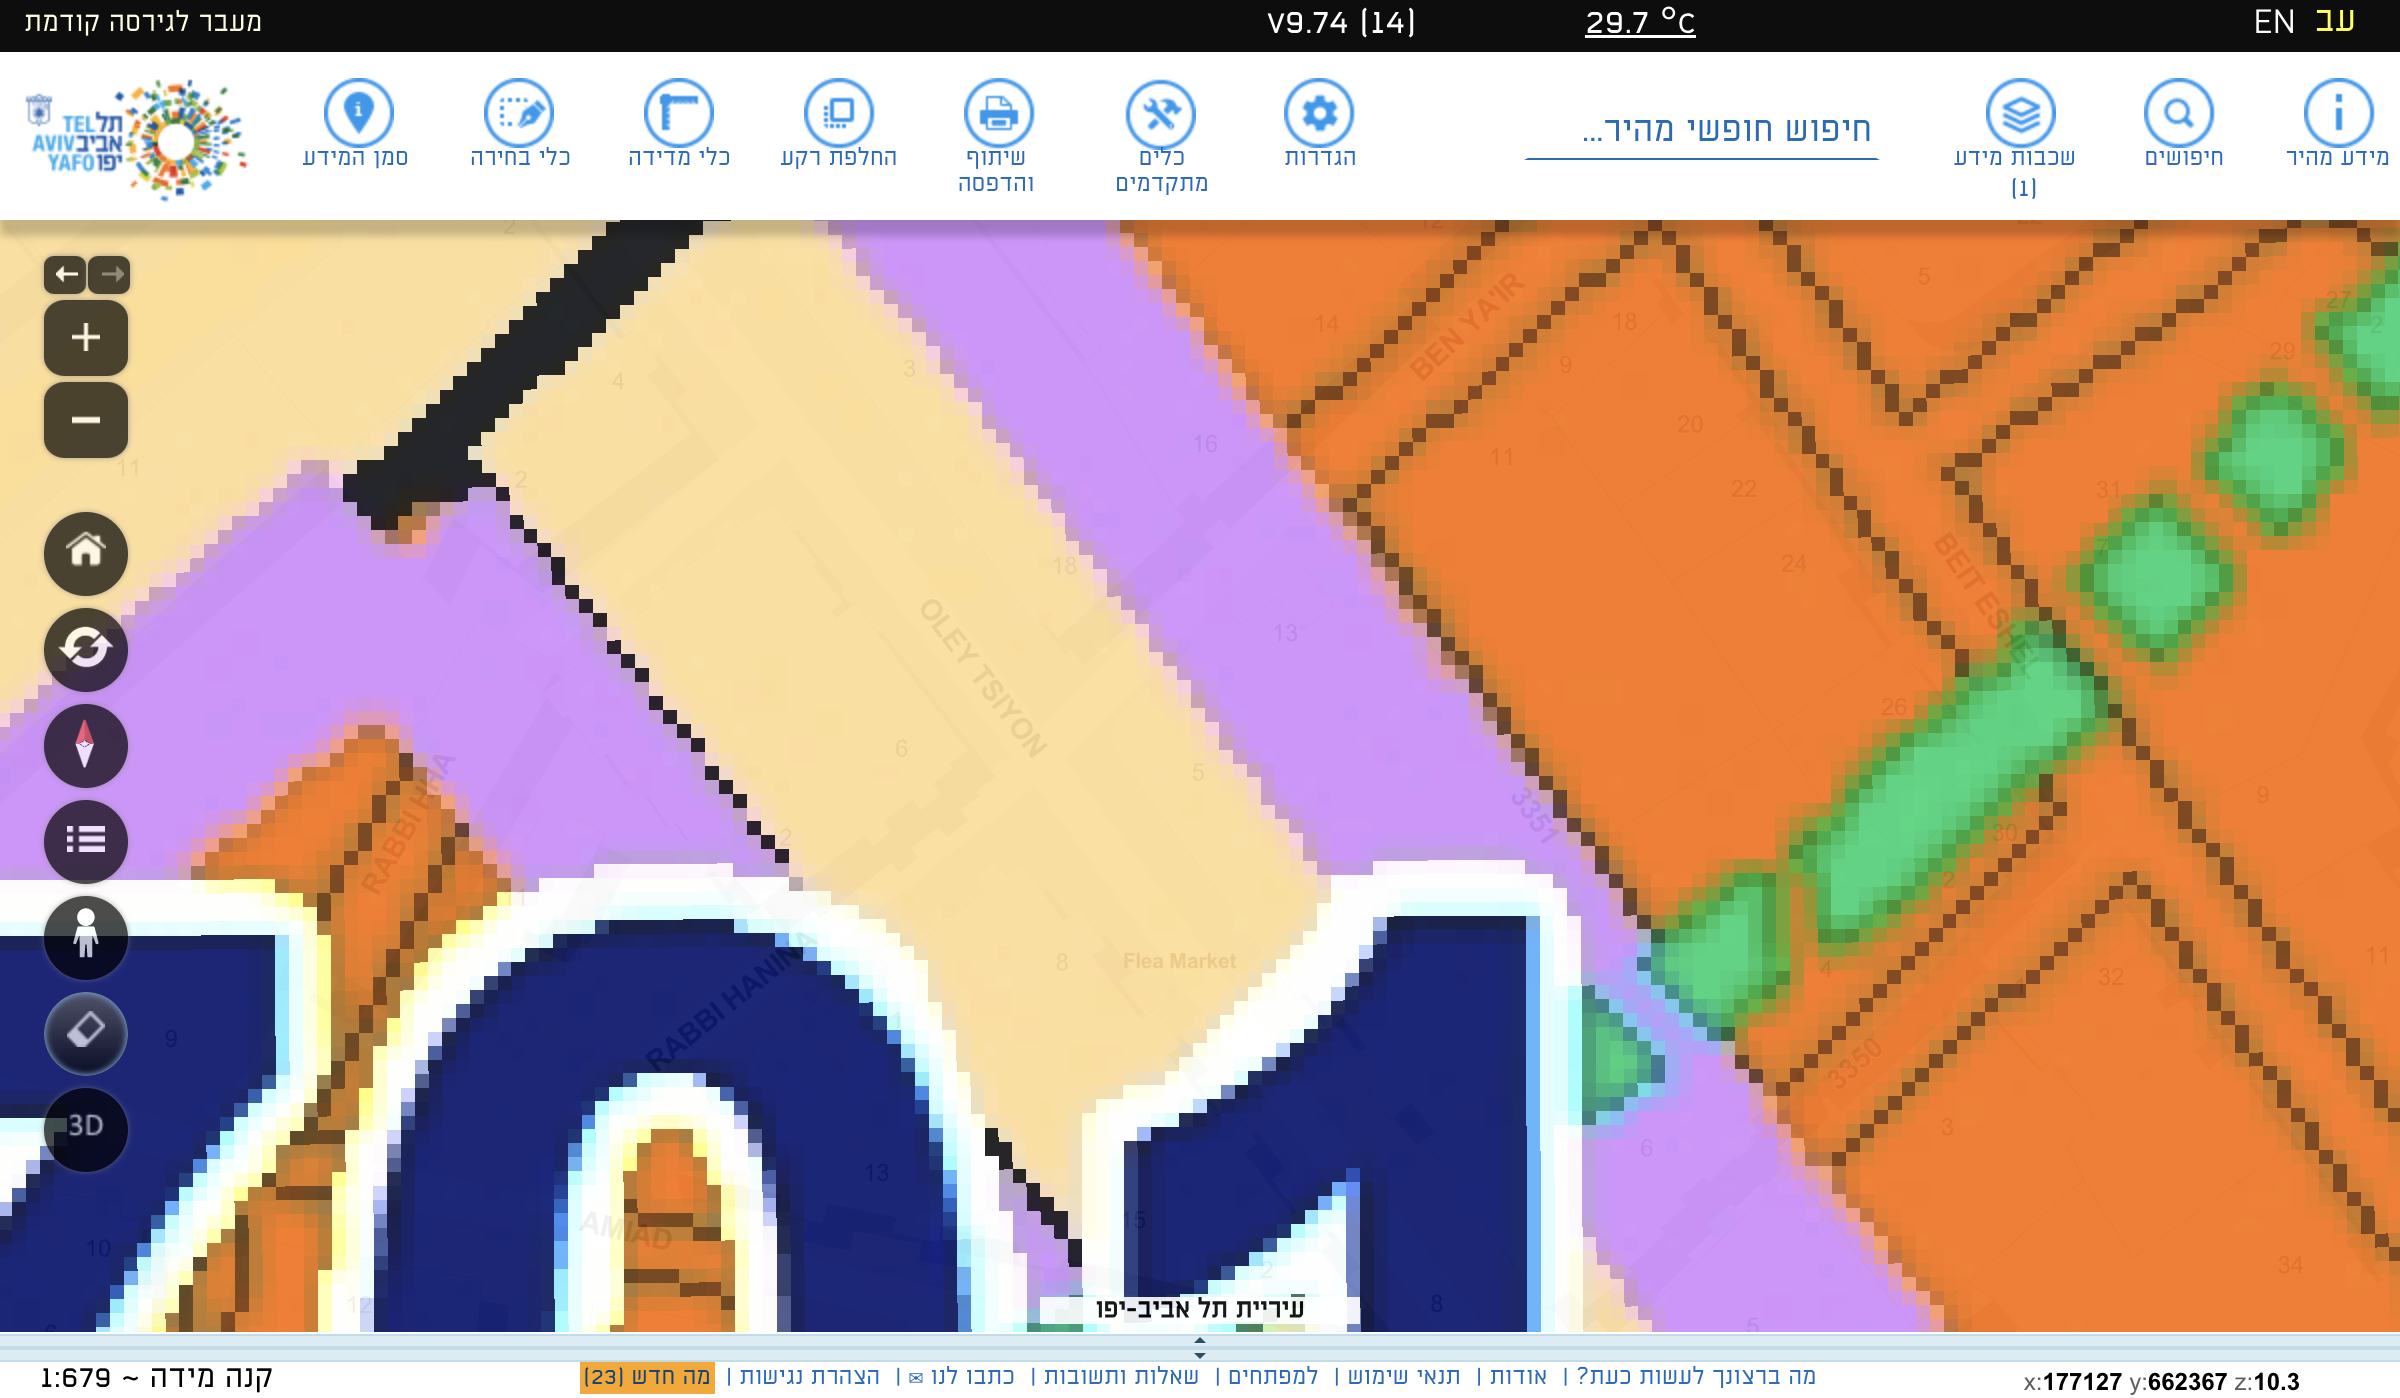 מעבר לגירסה קודמת
V9.74 (14)
29.7 °C
EN עב
תל אביב יפו
TEL AVIV YAFO
סמן המידע
כלי בחירה
כלי מדידה
החלפת רקע
שיתוף והדפסה
כלים מתקדמים
הגדרות
חיפוש חופשי מהיר...
שכבות מידע (1)
חיפושים
מידע מהיר
2
12
5
27
2
14
18
29
BEN YA'IR
9
3
4
20
16
11
11
2
22
31
7
18
24
BEIT ESHEL
13
OLEY TSIYON
26
6
5
3351
9
RABBI HANINA
2
30
2
8
Flea Market
4
32
11
RABBI HANINA
9
3350
3
6
13
15
AMIAD
10
2
34
12
8
5
3D
עיריית תל אביב-יפו
קנה מידה ~ 1:679
מה ברצונך לעשות כעת? | אודות | תנאי שימוש | למפתחים | שאלות ותשובות | כתבו לנו ✉ | הצהרת נגישות | מה חדש (23)
x:177127 y:662367 z:10.3